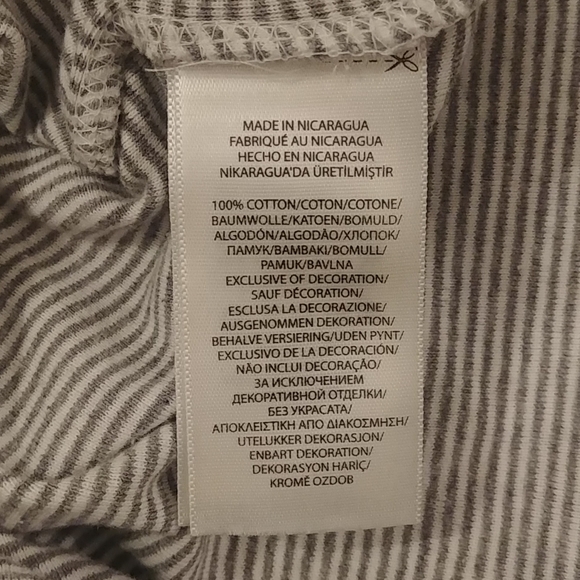 MADE IN NICARAGUA
FABRIQUÉ AU NICARAGUA
HECHO EN NICARAGUA
NİKARAGUA'DA ÜRETİLMİŞTİR
100% COTTON/COTON/COTONE/
BAUMWOLLE/KATOEN/BOMULD/
ALGODÓN/ALGODÃO/ХЛОПОК/
ПАМУК/ΒΑΜΒΑΚΙ/BOMULL/
PAMUK/BAVLNA
EXCLUSIVE OF DECORATION/
SAUF DÉCORATION/
ESCLUSA LA DECORAZIONE/
AUSGENOMMEN DEKORATION/
BEHALVE VERSIERING/UDEN PYNT/
EXCLUSIVO DE LA DECORACIÓN/
NÃO INCLUI DECORAÇÃO/
ЗА ИСКЛЮЧЕНИЕМ
ДЕКОРАТИВНОЙ ОТДЕЛКИ/
БЕЗ УКРАСАТА/
ΑΠΟΚΛΕΙΣΤΙΚΗ ΑΠΟ ΔΙΑΚΟΣΜΗΣΗ/
UTELUKKER DEKORASJON/
ENBART DEKORATION/
DEKORASYON HARİÇ/
KROMĚ OZDOB